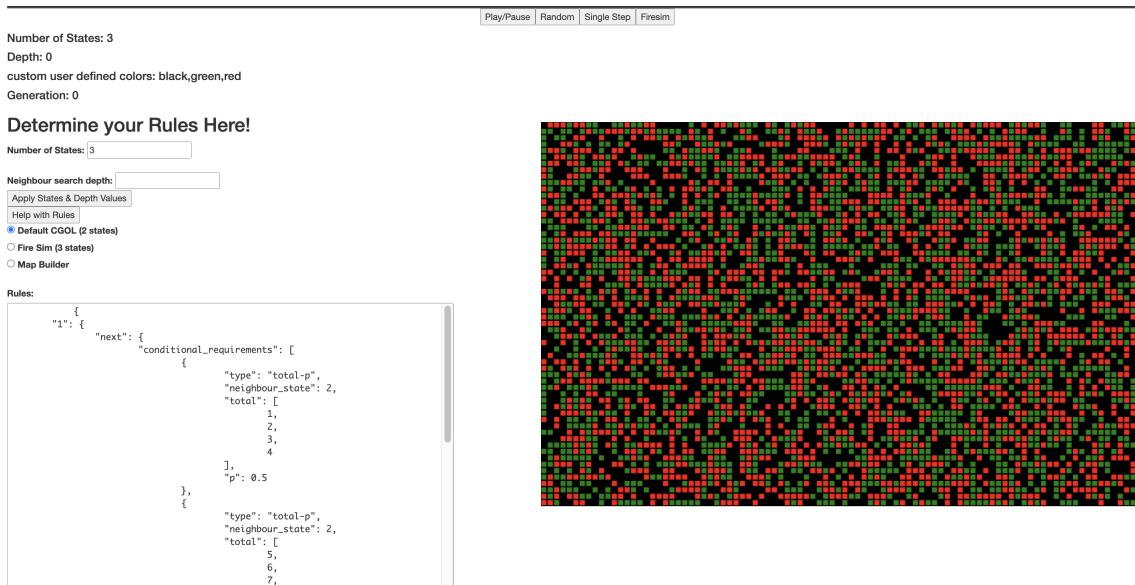 Play/Pause Random Single Step Firesim
Number of States: 3
Depth: 0
custom user defined colors: black,green,red
Generation: 0
Determine your Rules Here!
Number of States: 3
Neighbour search depth:
Apply States & Depth Values
Help with Rules
Default CGOL (2 states)
Fire Sim (3 states)
Map Builder
Rules:
{
"1": {
"next": {
"conditional_requirements": [
{
"type": "total-p",
"neighbour_state": 2,
"total": [
1,
2,
3,
4
],
"p": 0.5
},
{
"type": "total-p",
"neighbour_state": 2,
"total": [
5,
6,
7,